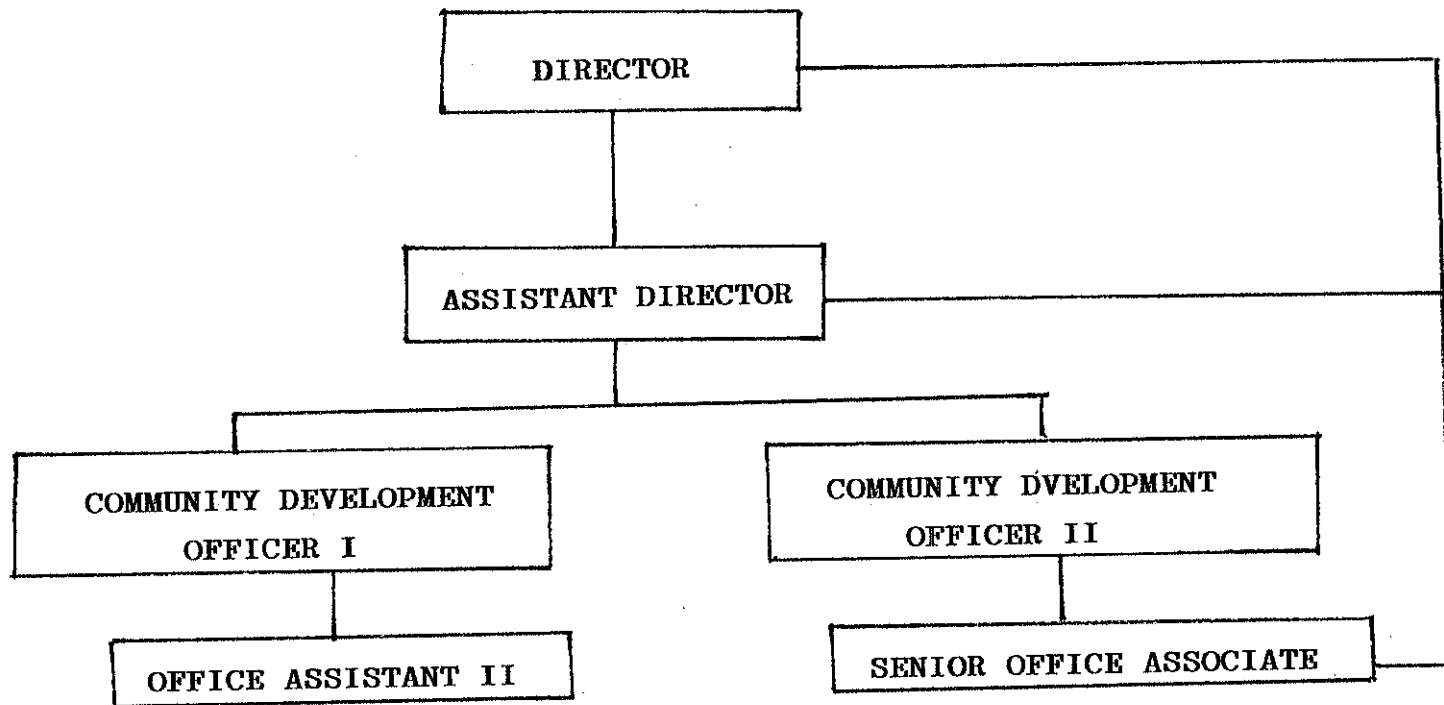 DIRECTOR
ASSISTANT DIRECTOR
COMMUNITY DEVELOPMENT
OFFICER I
COMMUNITY DVELOPMENT
OFFICER II
OFFICE ASSISTANT II
SENIOR OFFICE ASSOCIATE